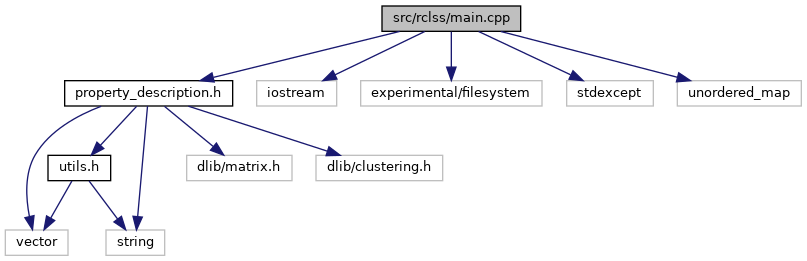 src/rclss/main.cpp
property_description.h
iostream
experimental/filesystem
stdexcept
unordered_map
utils.h
dlib/matrix.h
dlib/clustering.h
vector
string